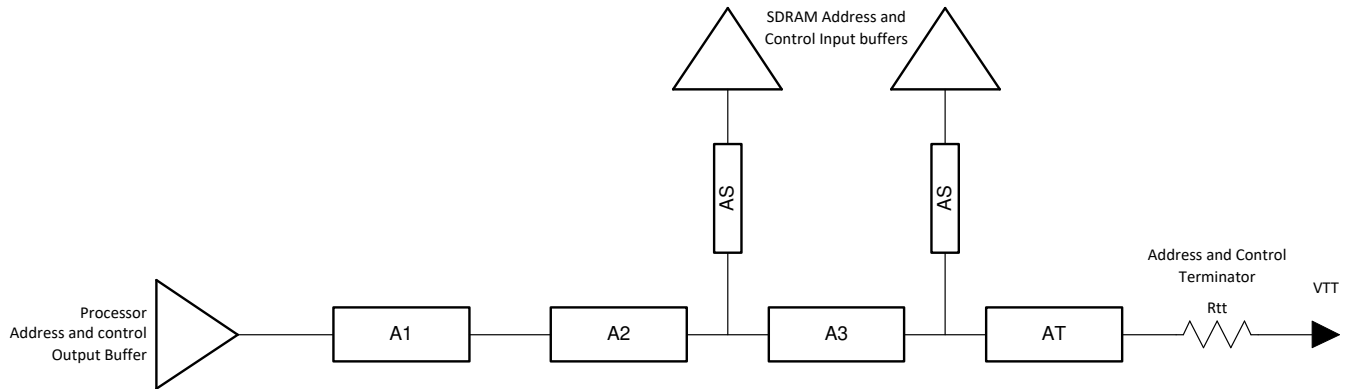 SDRAM Address and
Control Input buffers
AS
AS
Processor
Address and control
Output Buffer
A1
A2
A3
AT
Address and Control
Terminator
Rtt
VTT